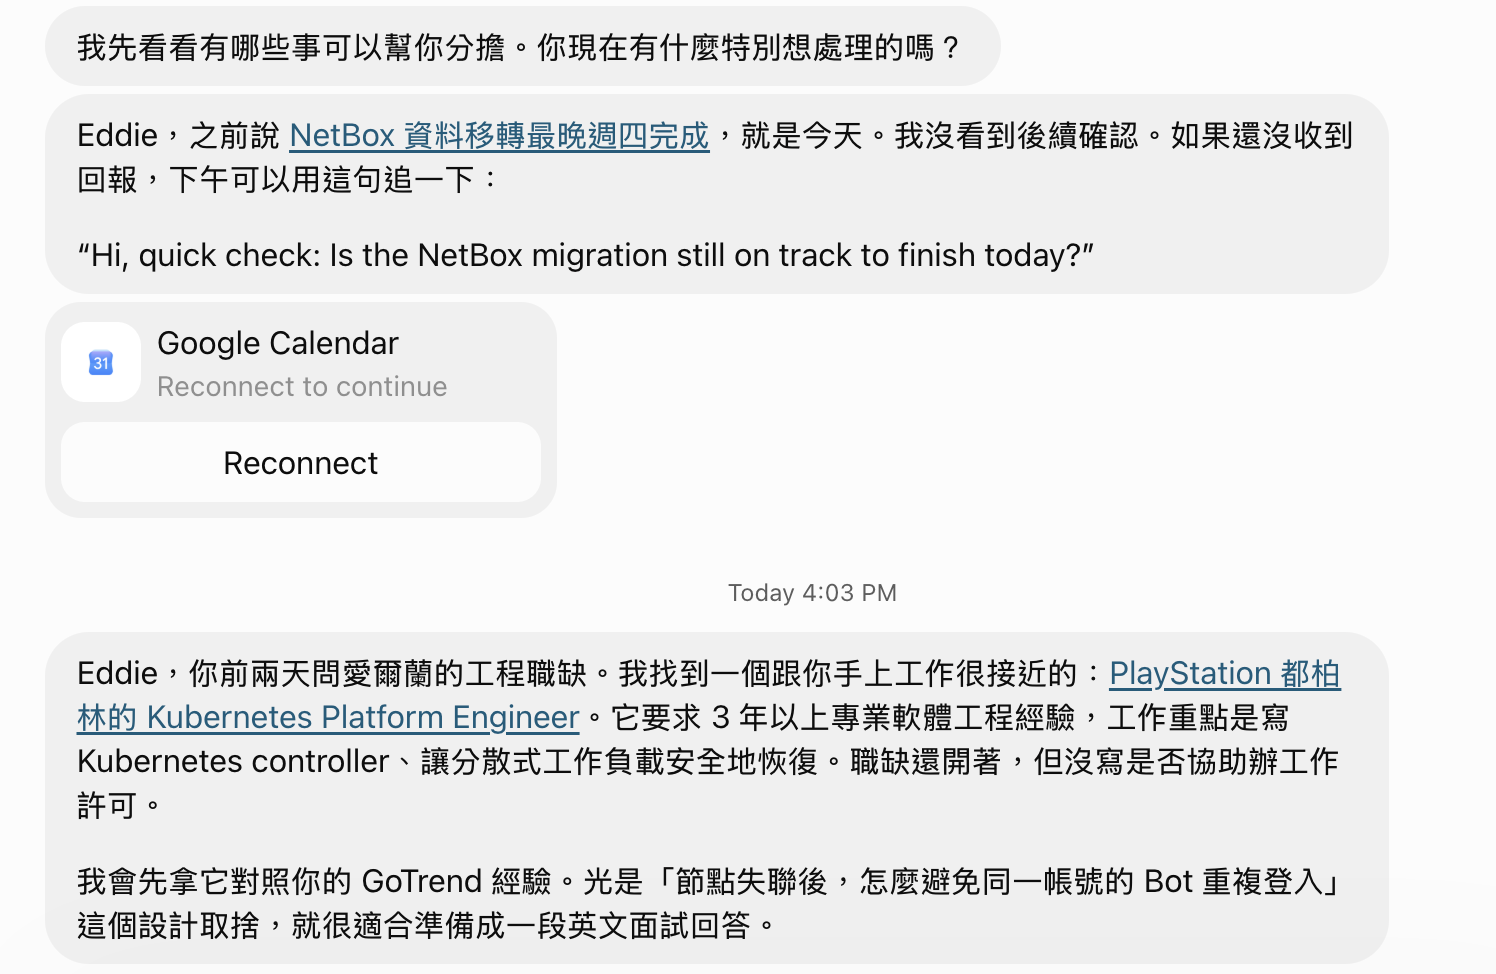 我先看看有哪些事可以幫你分擔。你現在有什麼特別想處理的嗎？
Eddie，之前說 NetBox 資料移轉最晚週四完成，就是今天。我沒看到後續確認。如果還沒收到
回報，下午可以用這句追一下：
“Hi, quick check: Is the NetBox migration still on track to finish today?”
31
Google Calendar
Reconnect to continue
Reconnect
Today 4:03 PM
Eddie，你前兩天問愛爾蘭的工程職缺。我找到一個跟你手上工作很接近的：PlayStation 都柏
林的 Kubernetes Platform Engineer。它要求 3 年以上專業軟體工程經驗，工作重點是寫
Kubernetes controller、讓分散式工作負載安全地恢復。職缺還開著，但沒寫是否協助辦工作
許可。
我會先拿它對照你的 GoTrend 經驗。光是「節點失聯後，怎麼避免同一帳號的 Bot 重複登入」
這個設計取捨，就很適合準備成一段英文面試回答。